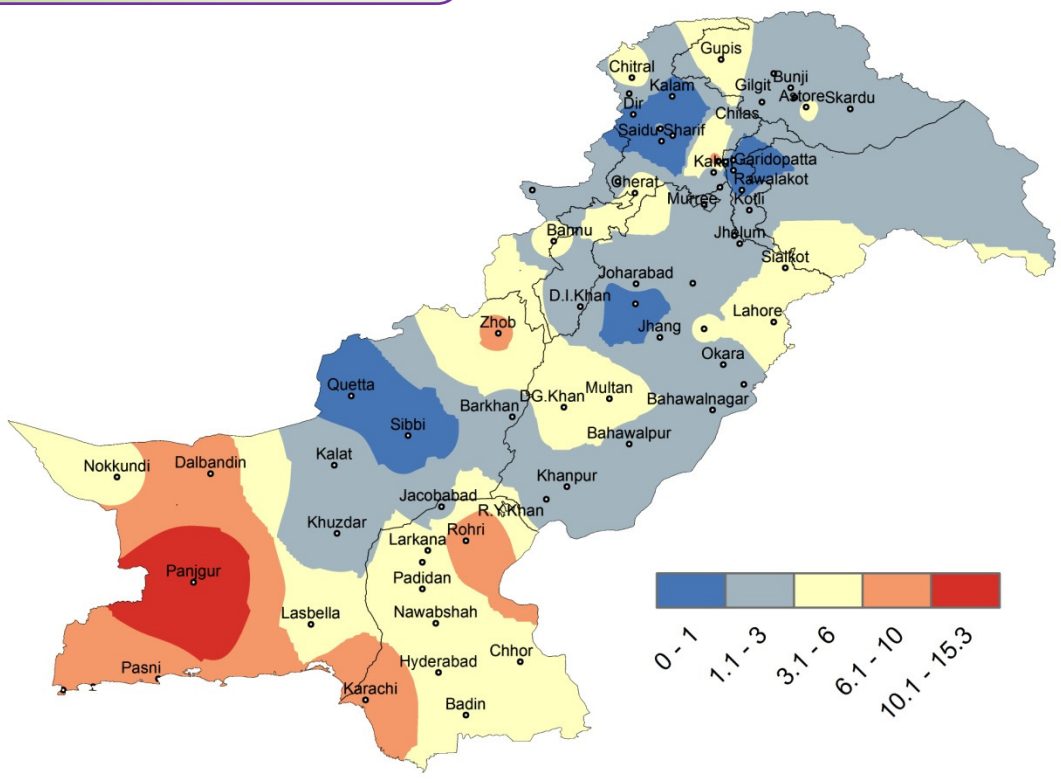 Gupis
Chitral
Kalam
Gilgit
Bunji
Astore
Skardu
Dir
Chilas
Saidu Sharif
Garidopatta
Cherat
Rawalakot
Murree
Kotli
Bannu
Jhelum
Sialkot
Joharabad
D.I.Khan
Zhob
Lahore
Jhang
Okara
Quetta
DG.Khan
Multan
Barkhan
Bahawalnagar
Sibbi
Bahawalpur
Nokkundi
Dalbandin
Kalat
Khanpur
Jacobabad
R.Y.Khan
Khuzdar
Larkana
Rohri
Panjgur
Padidan
Lasbella
Nawabshah
Pasni
Hyderabad
Chhor
Karachi
Badin
0 - 1
1.1 - 3
3.1 - 6
6.1 - 10
10.1 - 15.3